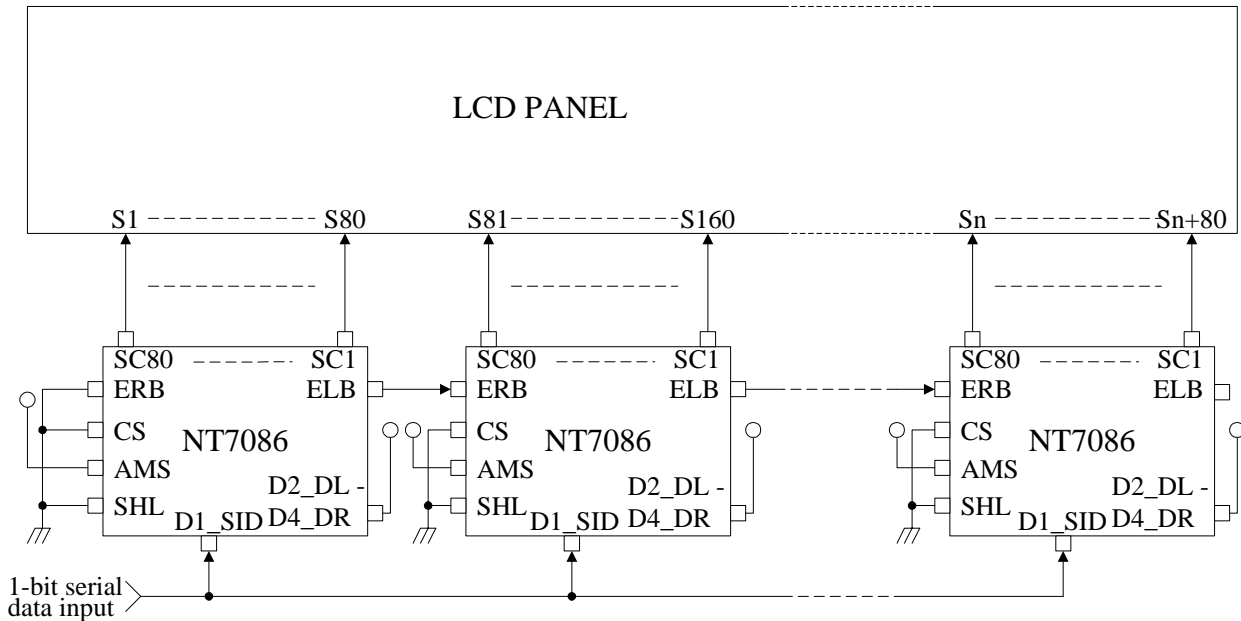 LCD PANEL
S1 S80 S81 S160 Sn Sn+80
SC80 SC1 SC80 SC1 SC80 SC1
ERB ELB ERB ELB ERB ELB
CS CS CS
NT7086 NT7086 NT7086
AMS AMS AMS
D2_DL - D2_DL - D2_DL -
SHL D4_DR SHL D4_DR SHL D4_DR
D1_SID D1_SID D1_SID
1-bit serial
data input